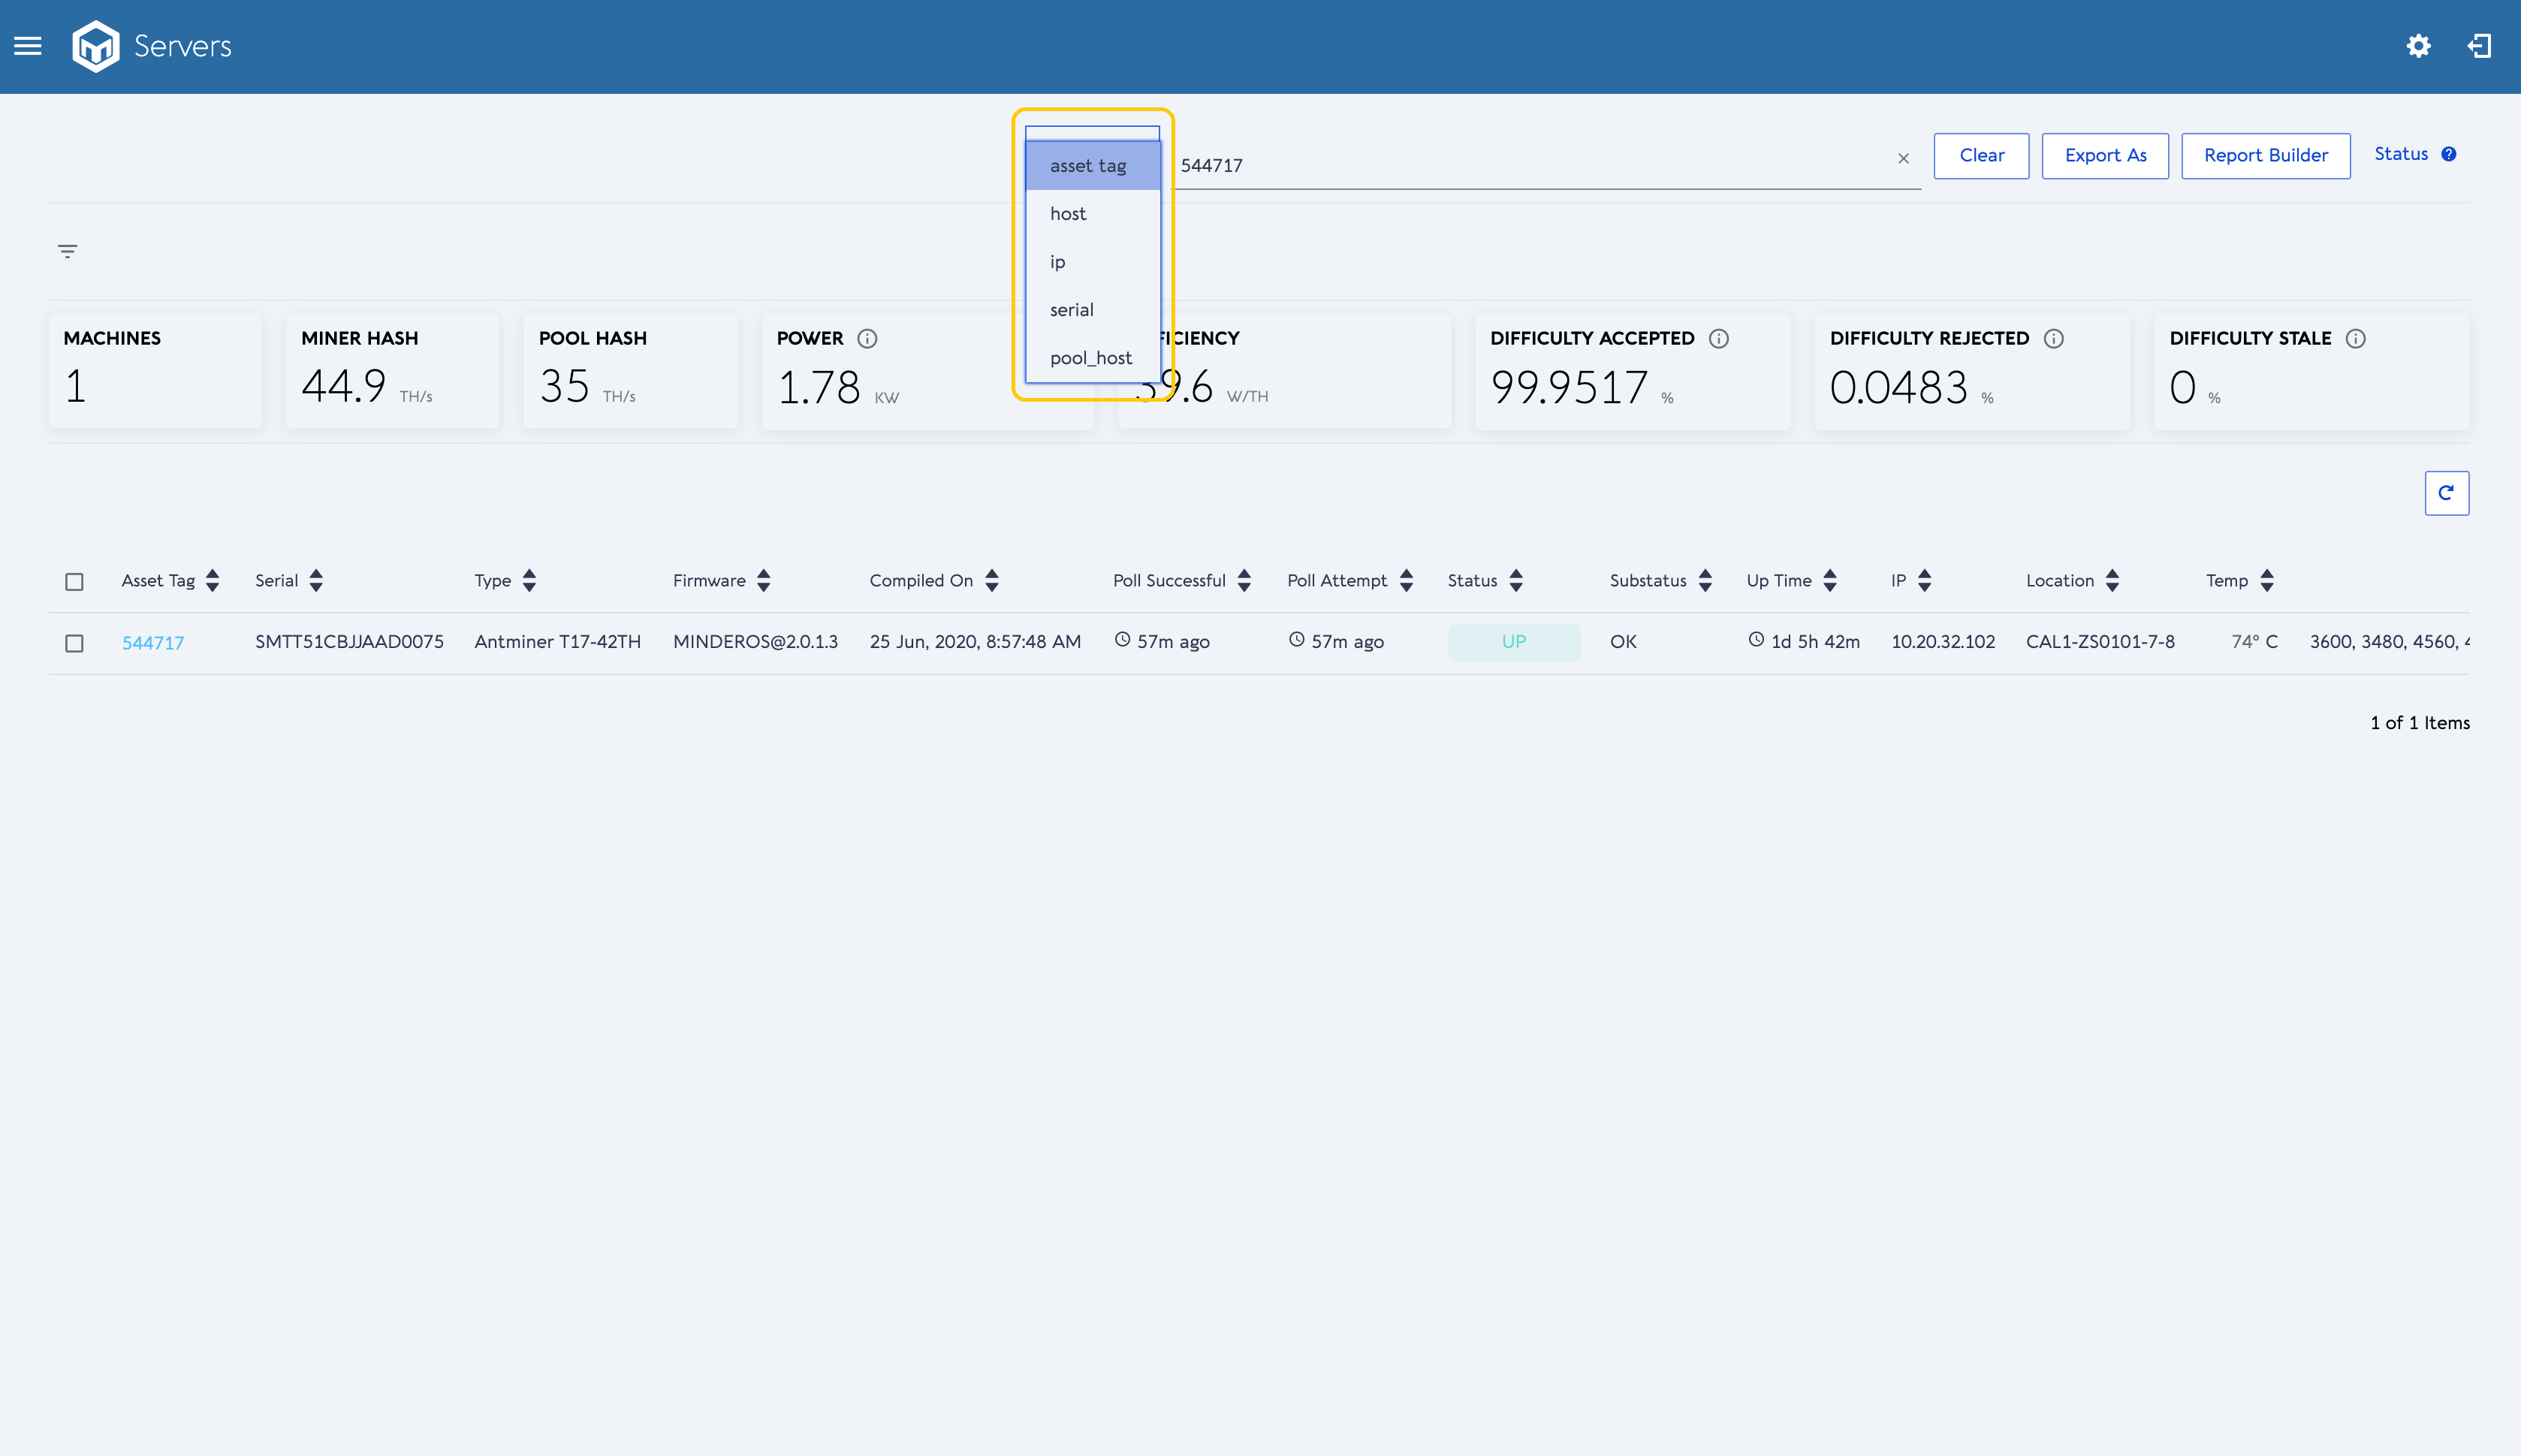 Servers
asset tag
host
ip
serial
pool_host
544717
Clear
Export As
Report Builder
Status
MACHINES
1
MINER HASH
44.9 TH/s
POOL HASH
35 TH/s
POWER
1.78 KW
FICIENCY
39.6 W/TH
DIFFICULTY ACCEPTED
99.9517 %
DIFFICULTY REJECTED
0.0483 %
DIFFICULTY STALE
0 %
Asset Tag Serial Type Firmware Compiled On Poll Successful Poll Attempt Status Substatus Up Time IP Location Temp
544717 SMTT51CBJJAAD0075 Antminer T17-42TH MINDEROS@2.0.1.3 25 Jun, 2020, 8:57:48 AM 57m ago 57m ago UP OK 1d 5h 42m 10.20.32.102 CAL1-ZS0101-7-8 74° C 3600, 3480, 4560,
1 of 1 Items